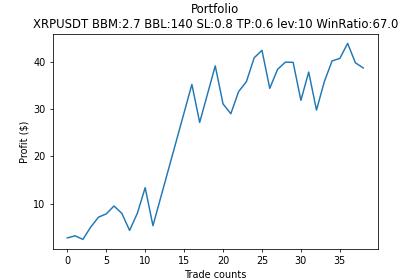 Portfolio
XRPUSDT BBM:2.7 BBL:140 SL:0.8 TP:0.6 lev:10 WinRatio:67.0
40
30
20
10
Profit ($)
0 5 10 15 20 25 30 35
Trade counts